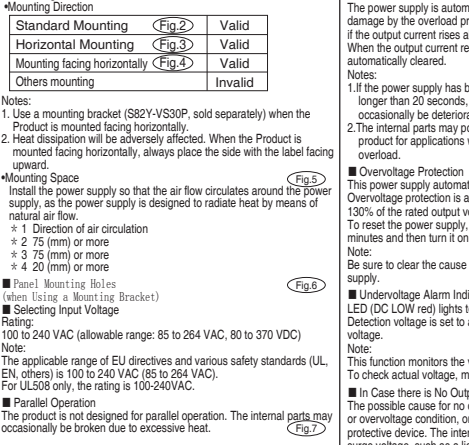 •Mounting Direction
Standard Mounting Fig.2 Valid
Horizontal Mounting Fig.3 Valid
Mounting facing horizontally Fig.4 Valid
Others mounting Invalid
Notes:
1. Use a mounting bracket (S82Y-VS30P, sold separately) when the
Product is mounted facing horizontally.
2. Heat dissipation will be adversely affected. When the Product is
mounted facing horizontally, always place the side with the label facing
upward.
•Mounting Space Fig.5
Install the power supply so that the air flow circulates around the power
supply, as the power supply is designed to radiate heat by means of
natural air flow.
* 1 Direction of air circulation
* 2 75 (mm) or more
* 3 75 (mm) or more
* 4 20 (mm) or more
■ Panel Mounting Holes Fig.6
(when Using a Mounting Bracket)
■ Selecting Input Voltage
Rating:
100 to 240 VAC (allowable range: 85 to 264 VAC, 80 to 370 VDC)
Note:
The applicable range of EU directives and various safety standards (UL,
EN, others) is 100 to 240 VAC (85 to 264 VAC).
For UL508 only, the rating is 100-240VAC.
■ Parallel Operation
The product is not designed for parallel operation. The internal parts may
occasionally be broken due to excessive heat. Fig.7
The power supply is autom
damage by the overload pr
if the output current rises a
When the output current re
automatically cleared.
Notes:
1.If the power supply has b
longer than 20 seconds,
occasionally be deteriora
2.The internal parts may po
product for applications
overload.
■ Overvoltage Protection
This power supply automat
Overvoltage protection is a
130% of the rated output vo
To reset the power supply,
minutes and then turn it on
Note:
Be sure to clear the cause
supply.
■ Undervoltage Alarm Indi
LED (DC LOW red) lights to
Detection voltage is set to a
voltage.
Note:
This function monitors the v
To check actual voltage, m
■ In Case there is No Outp
The possible cause for no o
or overvoltage condition, or
protective device. The inter